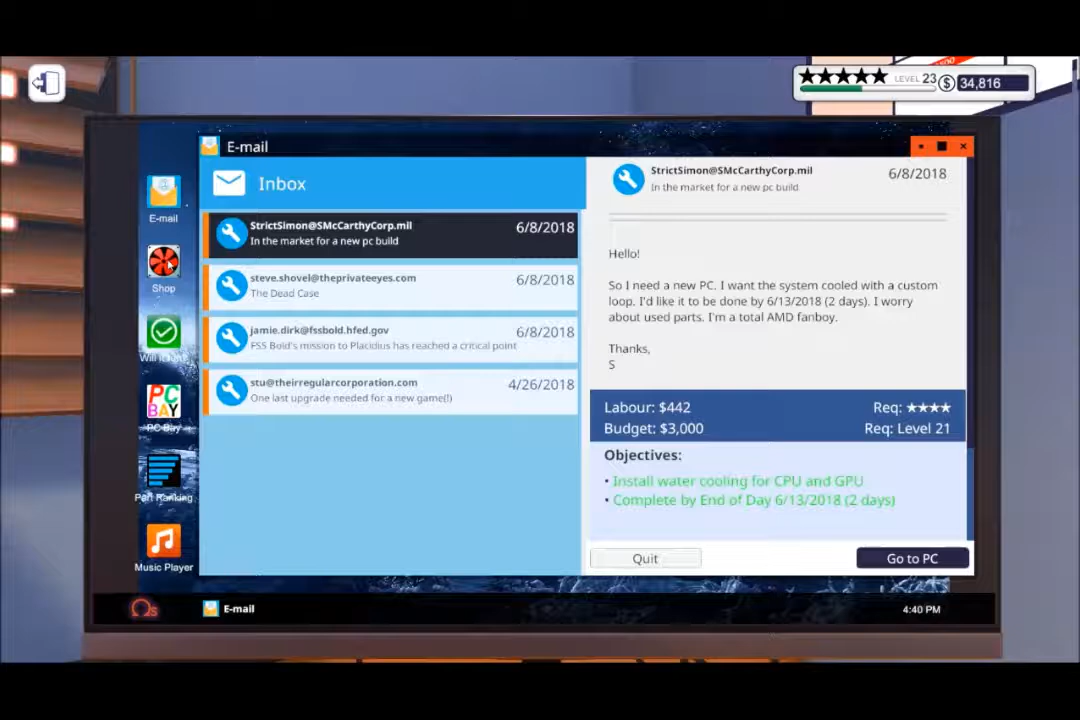 LEVEL 23
$ 34,816
E-mail
Inbox
StrictSimon@SMcCarthyCorp.mil
In the market for a new pc build
6/8/2018
steve.shovel@theprivateeyes.com
The Dead Case
6/8/2018
jamie.dirk@fssbold.hfed.gov
FSS Bold's mission to Placidius has reached a critical point
6/8/2018
stu@theirregularcorporation.com
One last upgrade needed for a new game(!)
4/26/2018
StrictSimon@SMcCarthyCorp.mil
In the market for a new pc build
6/8/2018
Hello!
So I need a new PC. I want the system cooled with a custom
loop. I'd like it to be done by 6/13/2018 (2 days). I worry
about used parts. I'm a total AMD fanboy.
Thanks,
S
Labour: $442
Req: ★★★★
Budget: $3,000
Req: Level 21
Objectives:
• Install water cooling for CPU and GPU
• Complete by End of Day 6/13/2018 (2 days)
Quit
Go to PC
E-mail
Shop
PC
BAY
PC Bay
Part Ranking
Music Player
Ωs
E-mail
4:40 PM